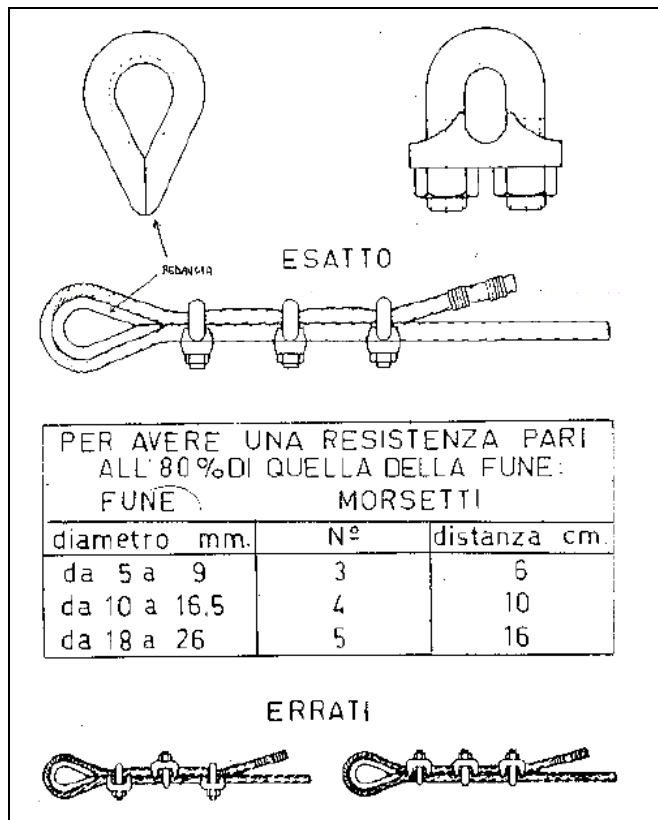 ESATTO
REDANCIA
PER AVERE UNA RESISTENZA PARI
ALL'80% DI QUELLA DELLA FUNE:
FUNE MORSETTI
diametro mm. Nº distanza cm.
da 5 a 9 3 6
da 10 a 16.5 4 10
da 18 a 26 5 16
ERRATI